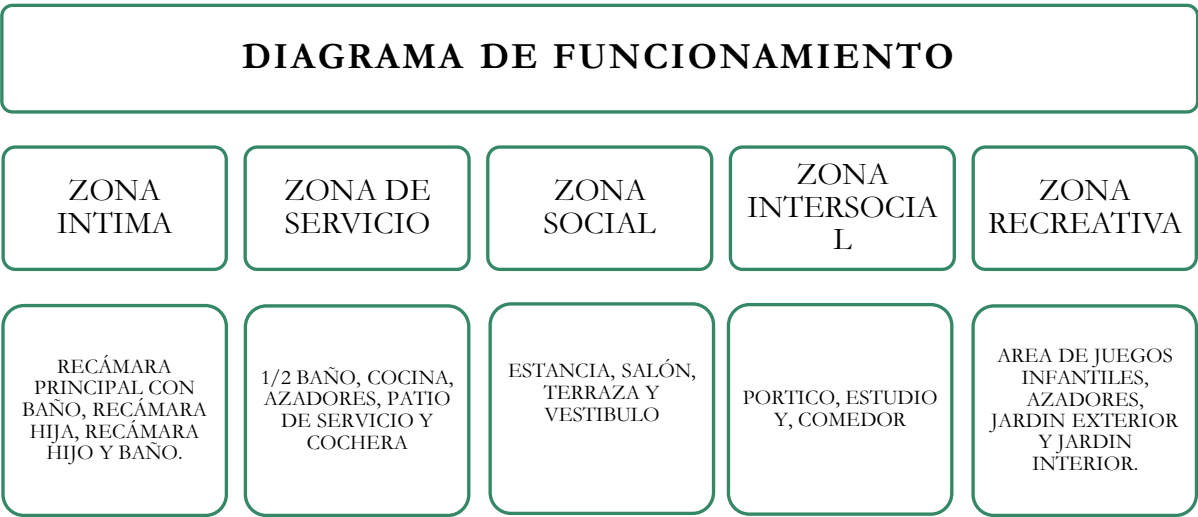 DIAGRAMA DE FUNCIONAMIENTO
ZONA
INTIMA
ZONA DE
SERVICIO
ZONA
SOCIAL
ZONA
INTERSOCIA
L
ZONA
RECREATIVA
RECÁMARA
PRINCIPAL CON
BAÑO, RECÁMARA
HIJA, RECÁMARA
HIJO Y BAÑO.
1/2 BAÑO, COCINA,
AZADORES, PATIO
DE SERVICIO Y
COCHERA
ESTANCIA, SALÓN,
TERRAZA Y
VESTIBULO
PORTICO, ESTUDIO
Y, COMEDOR
AREA DE JUEGOS
INFANTILES,
AZADORES,
JARDIN EXTERIOR
Y JARDIN
INTERIOR.